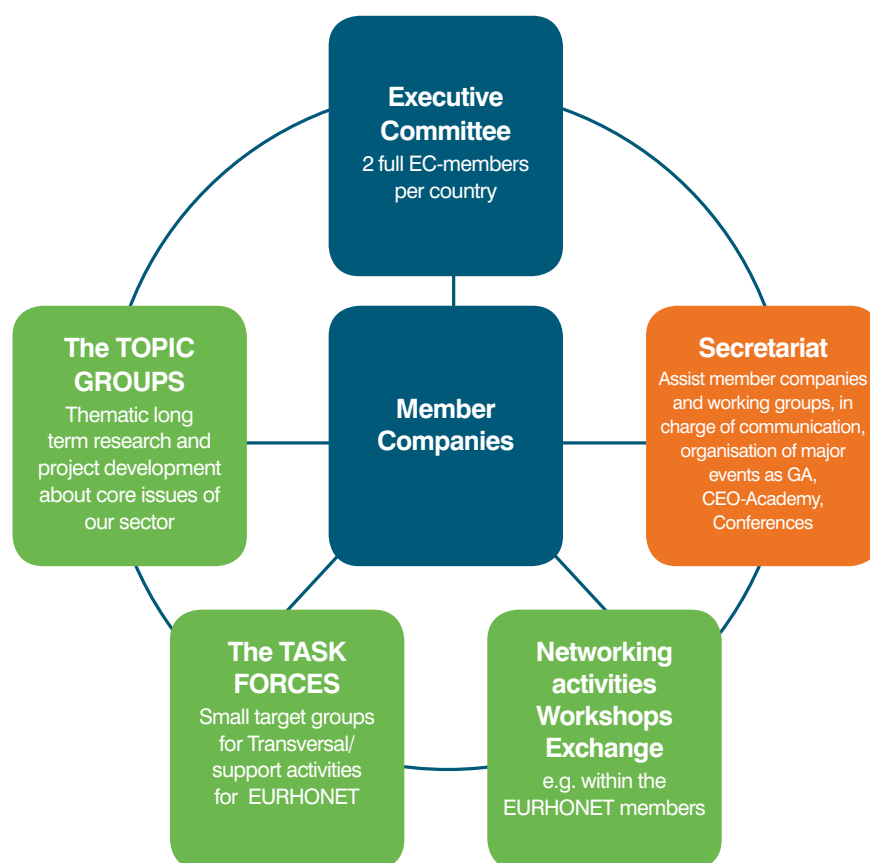 Executive
Committee
2 full EC-members
per country
The TOPIC
GROUPS
Thematic long
term research and
project development
about core issues of
our sector
Member
Companies
Secretariat
Assist member companies
and working groups, in
charge of communication,
organisation of major
events as GA,
CEO-Academy,
Conferences
The TASK
FORCES
Small target groups
for Transversal/
support activities
for EURHONET
Networking
activities
Workshops
Exchange
e.g. within the
EURHONET members